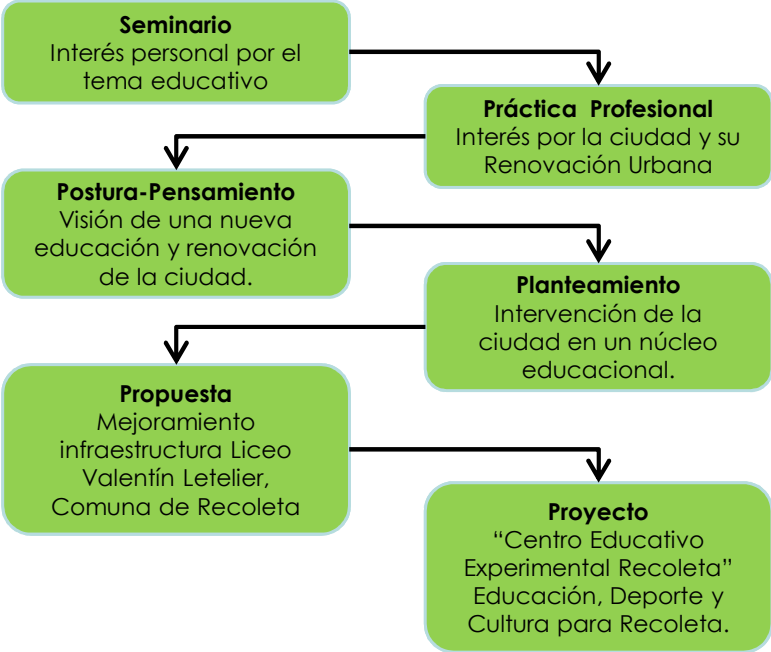 Seminario
Interés personal por el
tema educativo
Práctica Profesional
Interés por la ciudad y su
Renovación Urbana
Postura-Pensamiento
Visión de una nueva
educación y renovación
de la ciudad.
Planteamiento
Intervención de la
ciudad en un núcleo
educacional.
Propuesta
Mejoramiento
infraestructura Liceo
Valentín Letelier,
Comuna de Recoleta
Proyecto
“Centro Educativo
Experimental Recoleta”
Educación, Deporte y
Cultura para Recoleta.